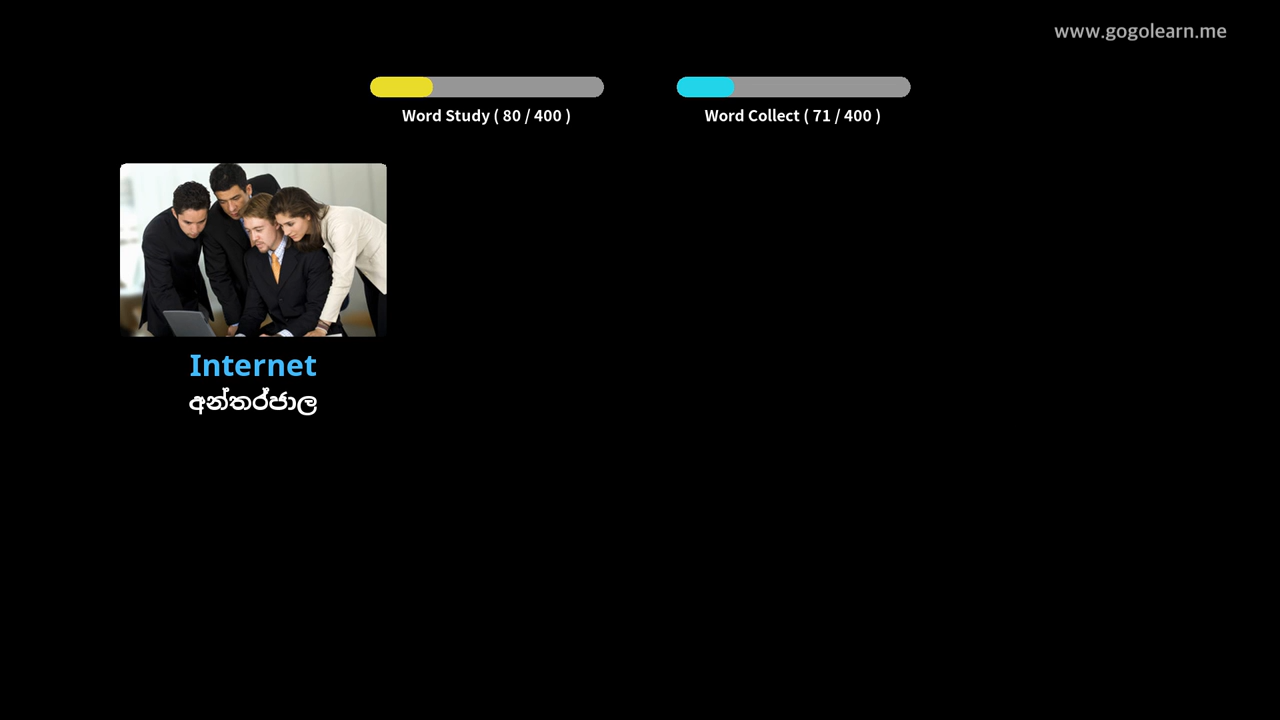 www.gogolearn.me
Word Study ( 80 / 400 )
Word Collect ( 71 / 400 )
Internet
අන්තර්ජාල